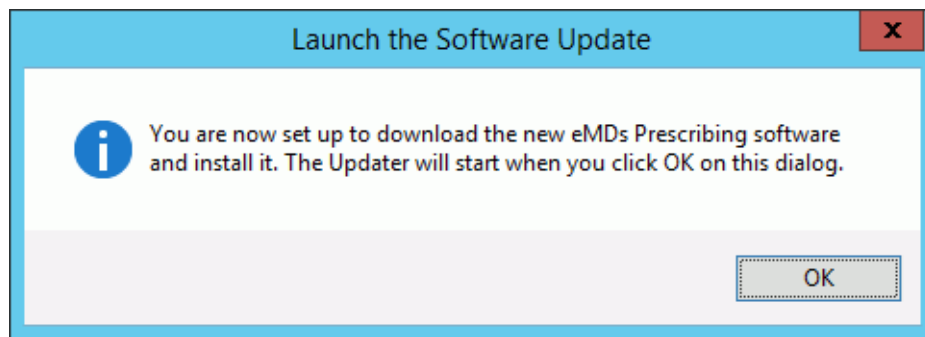 Launch the Software Update
x
You are now set up to download the new eMDs Prescribing software
and install it. The Updater will start when you click OK on this dialog.
OK